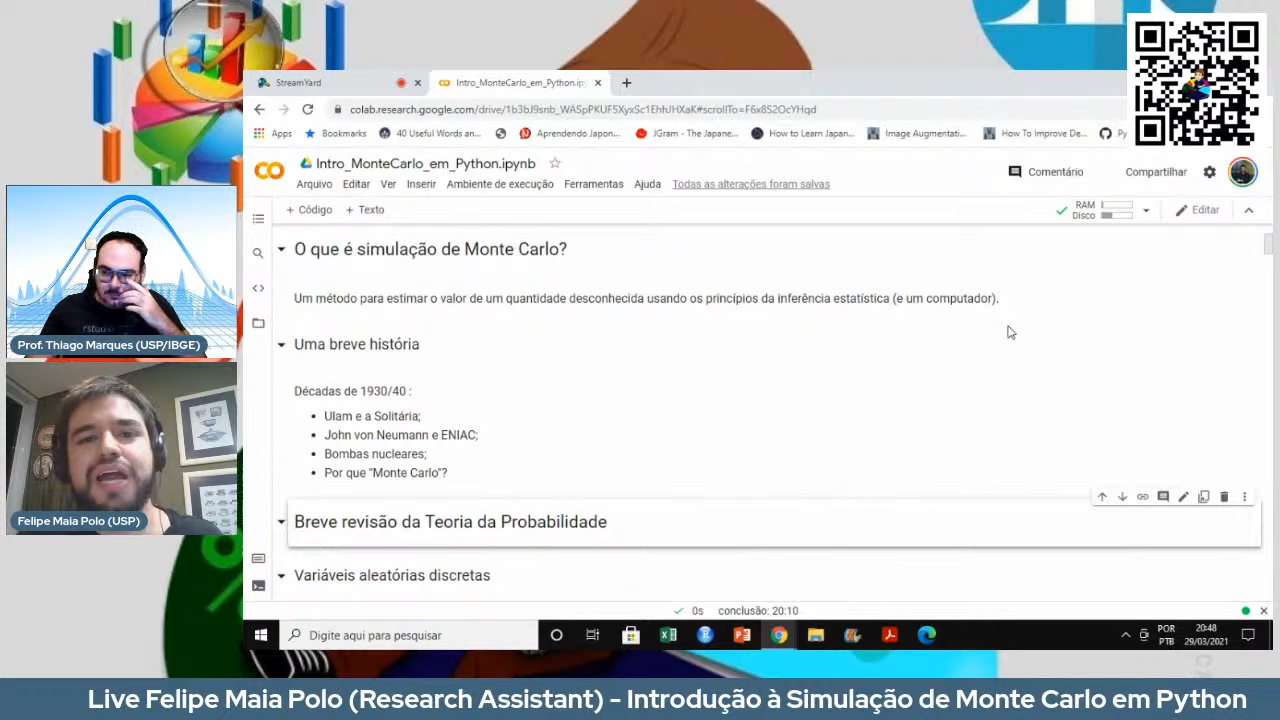 StreamYard
Intro_MonteCarlo_em_Python.ip
Apps
Bookmarks
40 Useful Words an...
Aprendendo Japon...
JGram - The Japane...
How to Learn Japan...
Image Augmentati...
How To Improve De...
Py
Intro_MonteCarlo_em_Python.ipynb
Comentário
Compartilhar
Arquivo
Editar
Ver
Inserir
Ambiente de execução
Ferramentas
Ajuda
Todas as alterações foram salvas
+ Código
+ Texto
RAM
Disco
Editar
O que é simulação de Monte Carlo?
Um método para estimar o valor de um quantidade desconhecida usando os princípios da inferência estatística (e um computador).
Uma breve história
Décadas de 1930/40 :
Ulam e a Solitária;
John von Neumann e ENIAC;
Bombas nucleares;
Por que "Monte Carlo"?
Breve revisão da Teoria da Probabilidade
Variáveis aleatórias discretas
0s
conclusão: 20:10
Digite aqui para pesquisar
POR
PTB
20:48
29/03/2021
Prof. Thiago Marques (USP/IBGE)
Felipe Maia Polo (USP)
Live Felipe Maia Polo (Research Assistant) - Introdução à Simulação de Monte Carlo em Python